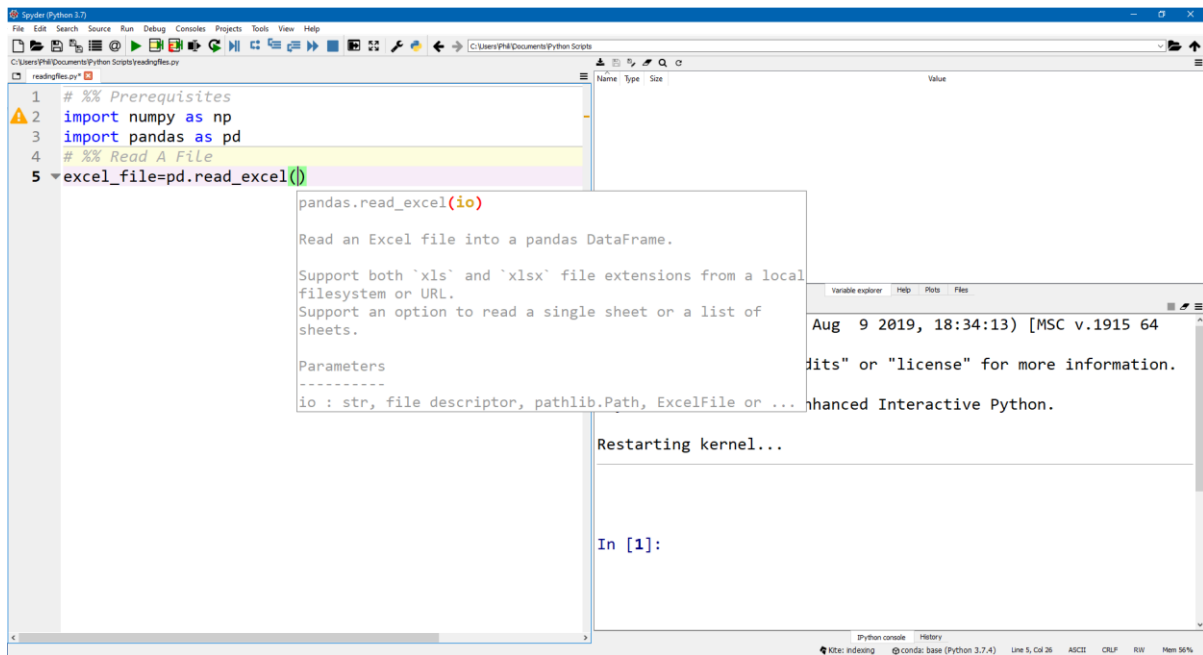 Spyder (Python 3.7)
File Edit Search Source Run Debug Consoles Projects Tools View Help
C:\Users\Phili\Documents\Python Scripts
C:\Users\Phili\Documents\Python Scripts\readingfiles.py
readingfiles.py*
1 # %% Prerequisites
2 import numpy as np
3 import pandas as pd
4 # %% Read A File
5 excel_file=pd.read_excel()
pandas.read_excel(io)
Read an Excel file into a pandas DataFrame.
Support both `xls` and `xlsx` file extensions from a local
filesystem or URL.
Support an option to read a single sheet or a list of
sheets.
Parameters
----------
io : str, file descriptor, pathlib.Path, ExcelFile or ...
Name Type Size Value
Variable explorer Help Plots Files
Aug 9 2019, 18:34:13) [MSC v.1915 64
dits" or "license" for more information.
nhanced Interactive Python.
Restarting kernel...
In [1]:
IPython console History
Kite: indexing conda: base (Python 3.7.4) Line 5, Col 26 ASCII CRLF RW Mem 56%